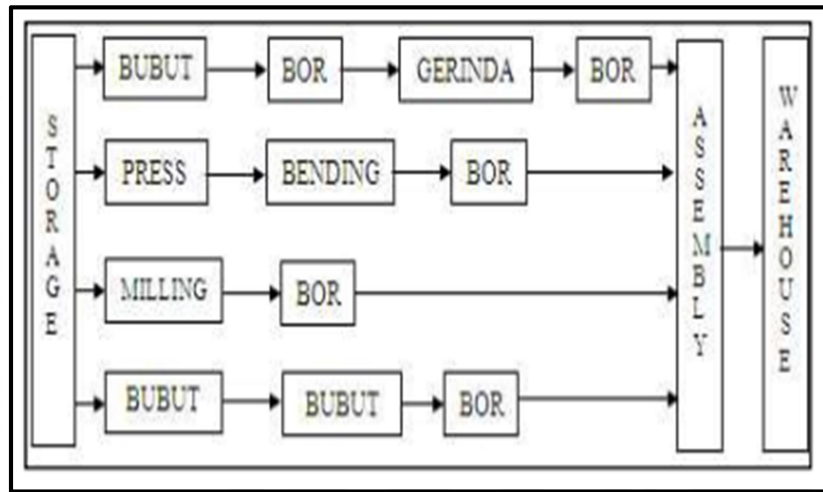 STORAGE
BUBUT BOR GERINDA BOR
PRESS BENDING BOR
MILLING BOR
BUBUT BUBUT BOR
ASSEMBLY
WAREHOUSE